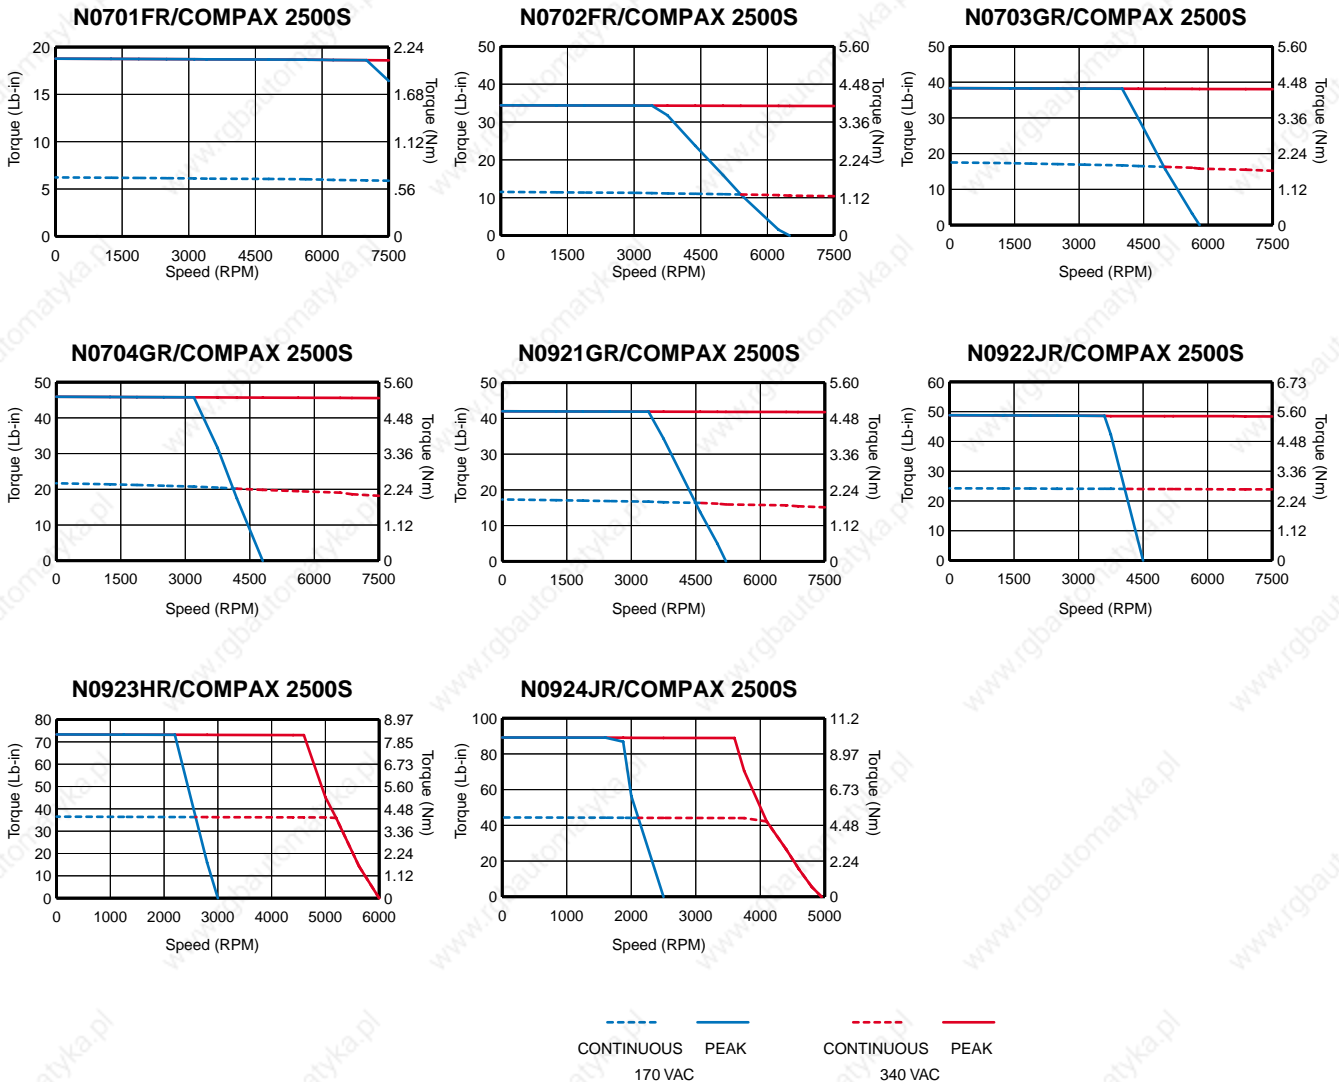 N0701FR/COMPAX 2500S
20
15
10
5
0
2.24
1.68
1.12
.56
0
0 1500 3000 4500 6000 7500
Torque (Lb-in)
Torque (Nm)
Speed (RPM)
N0702FR/COMPAX 2500S
50
40
30
20
10
0
5.60
4.48
3.36
2.24
1.12
0
0 1500 3000 4500 6000 7500
Torque (Lb-in)
Torque (Nm)
Speed (RPM)
N0703GR/COMPAX 2500S
50
40
30
20
10
0
5.60
4.48
3.36
2.24
1.12
0
0 1500 3000 4500 6000 7500
Torque (Lb-in)
Torque (Nm)
Speed (RPM)
N0704GR/COMPAX 2500S
50
40
30
20
10
0
5.60
4.48
3.36
2.24
1.12
0
0 1500 3000 4500 6000 7500
Torque (Lb-in)
Torque (Nm)
Speed (RPM)
N0921GR/COMPAX 2500S
50
40
30
20
10
0
5.60
4.48
3.36
2.24
1.12
0
0 1500 3000 4500 6000 7500
Torque (Lb-in)
Torque (Nm)
Speed (RPM)
N0922JR/COMPAX 2500S
60
50
40
30
20
10
0
6.73
5.60
4.48
3.36
2.24
1.12
0
0 1500 3000 4500 6000 7500
Torque (Lb-in)
Torque (Nm)
Speed (RPM)
N0923HR/COMPAX 2500S
80
70
60
50
40
30
20
20
0
8.97
7.85
6.73
5.60
4.48
3.36
2.24
1.12
0
0 1000 2000 3000 4000 5000 6000
Torque (Lb-in)
Torque (Nm)
Speed (RPM)
N0924JR/COMPAX 2500S
100
80
60
40
20
0
11.2
8.97
6.73
4.48
2.24
0
0 1000 2000 3000 4000 5000
Torque (Lb-in)
Torque (Nm)
Speed (RPM)
CONTINUOUS PEAK
170 VAC
CONTINUOUS PEAK
340 VAC
www.rgbautomatyka.pl